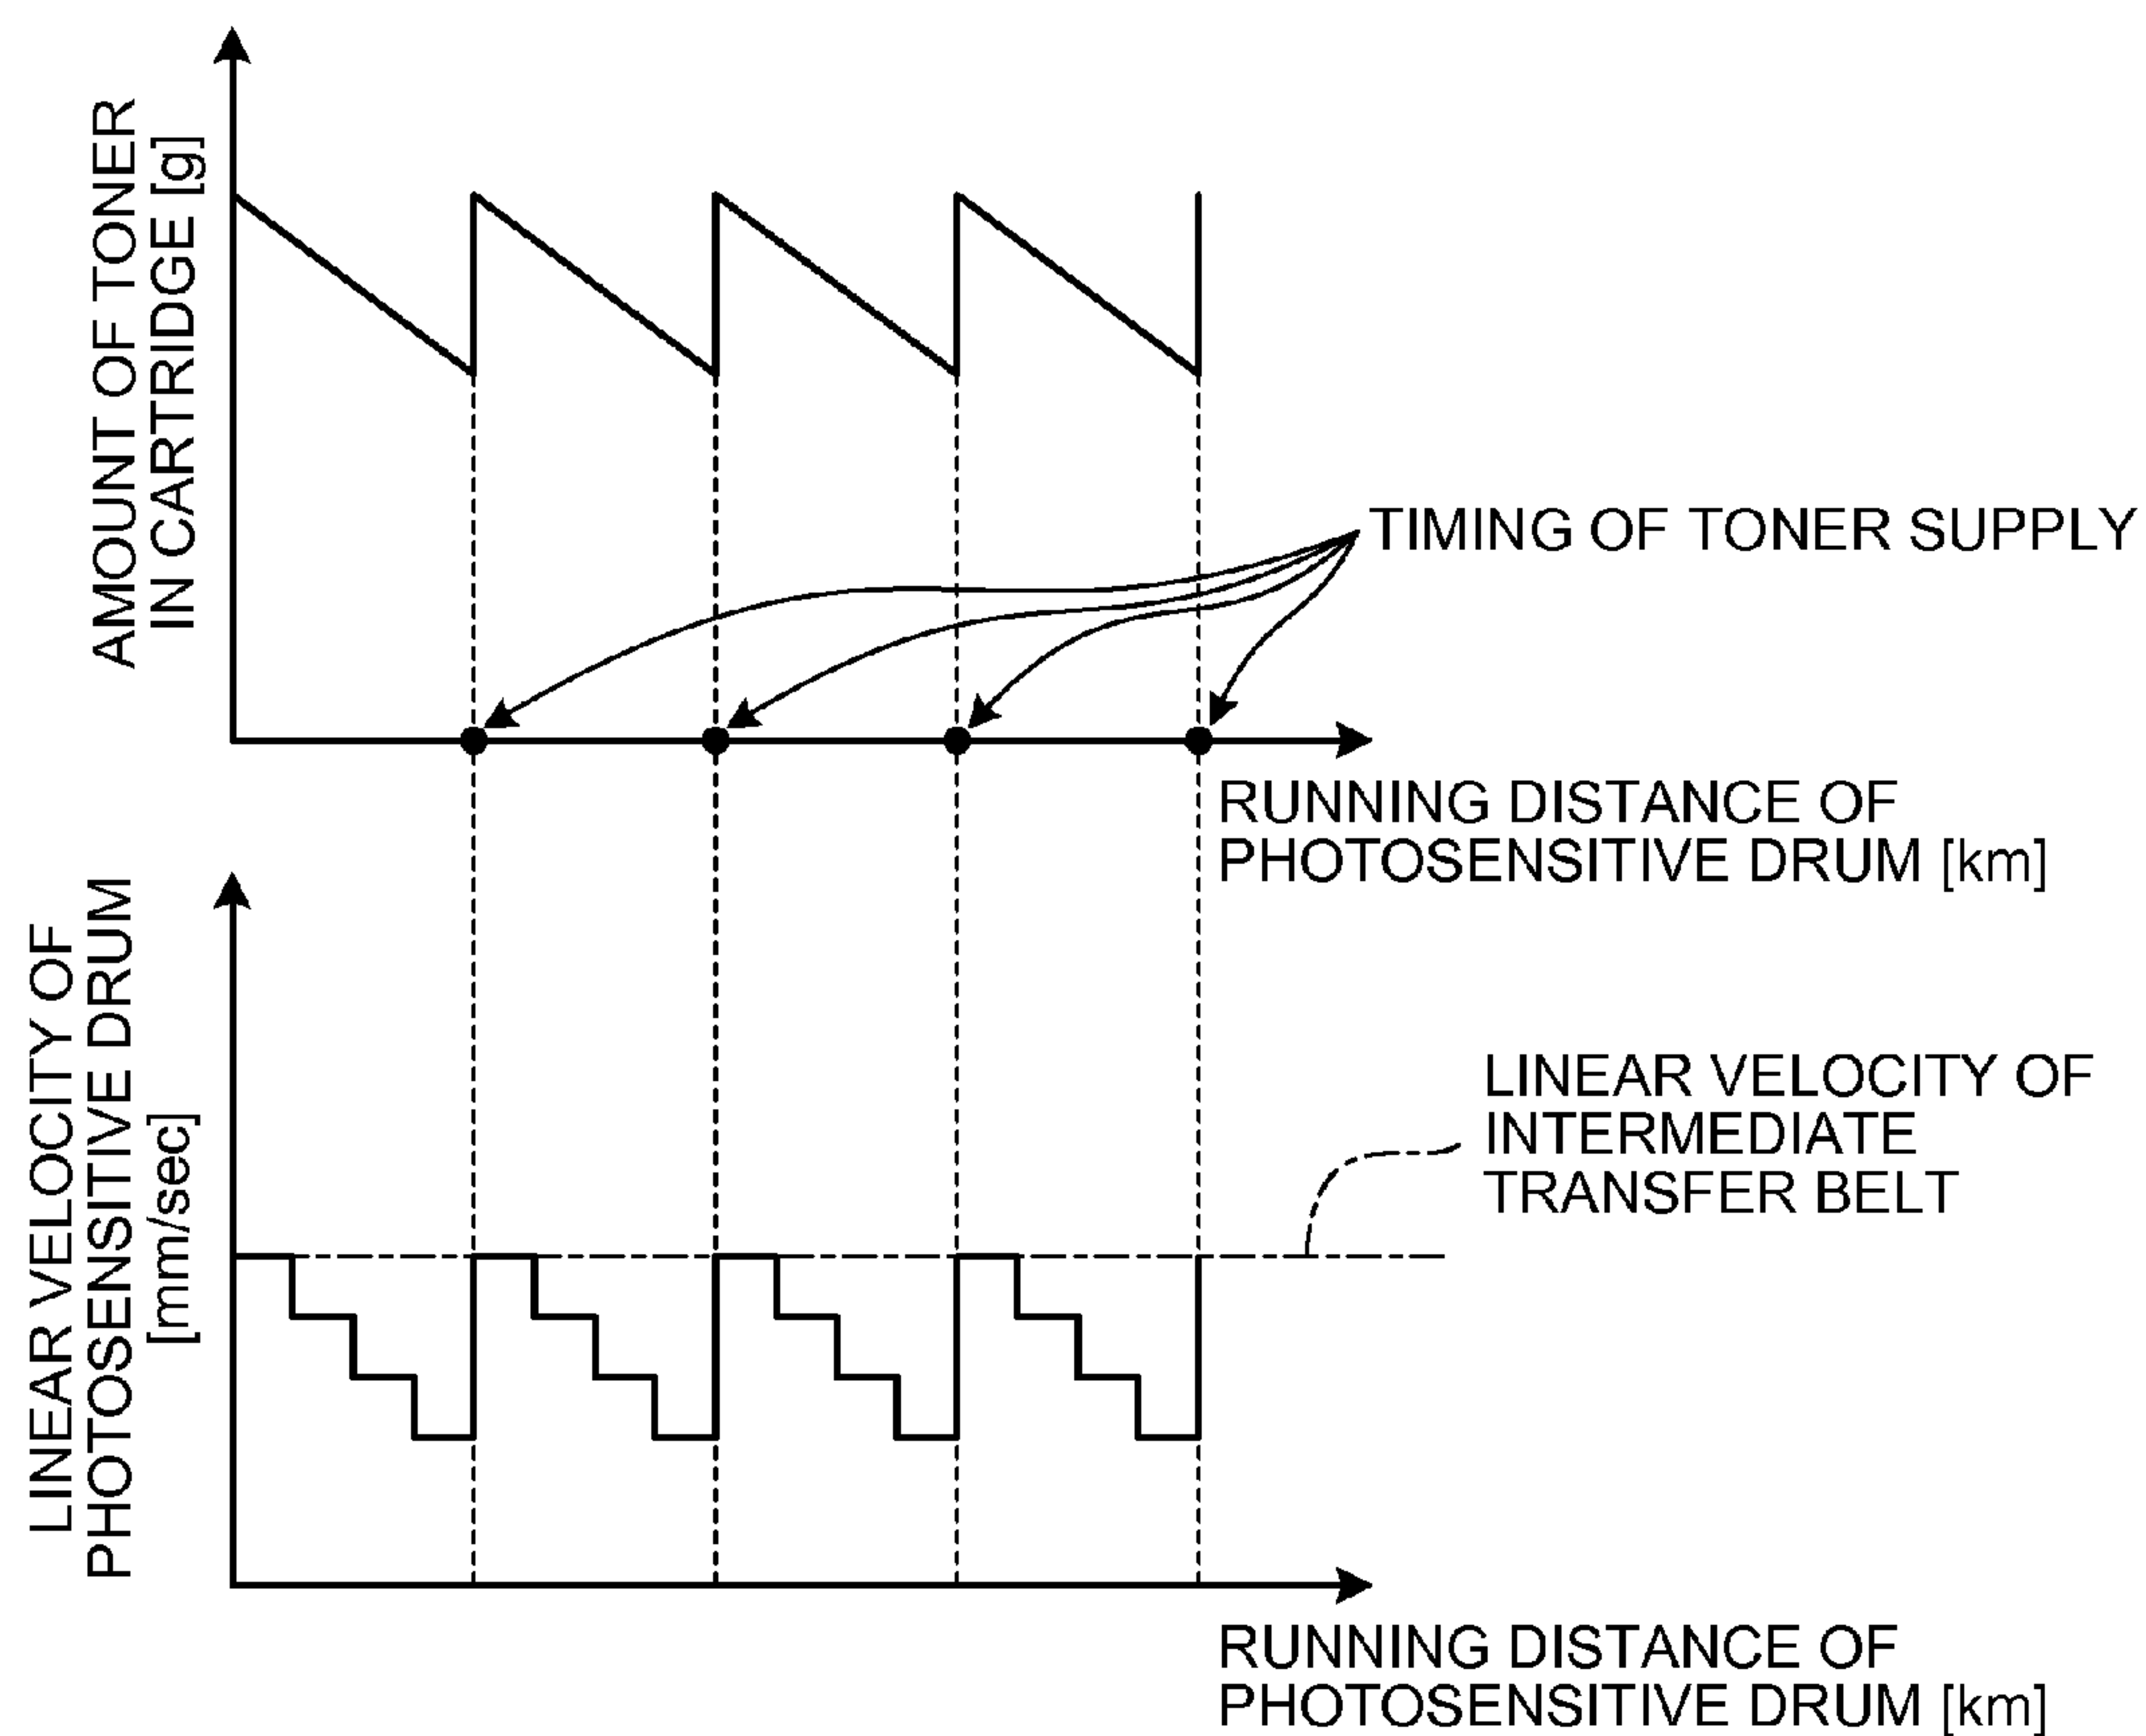 AMOUNT OF TONER
IN CARTRIDGE [g]
TIMING OF TONER SUPPLY
RUNNING DISTANCE OF
PHOTOSENSITIVE DRUM [km]
LINEAR VELOCITY OF
PHOTOSENSITIVE DRUM
[mm/sec]
LINEAR VELOCITY OF
INTERMEDIATE
TRANSFER BELT
RUNNING DISTANCE OF
PHOTOSENSITIVE DRUM [km]